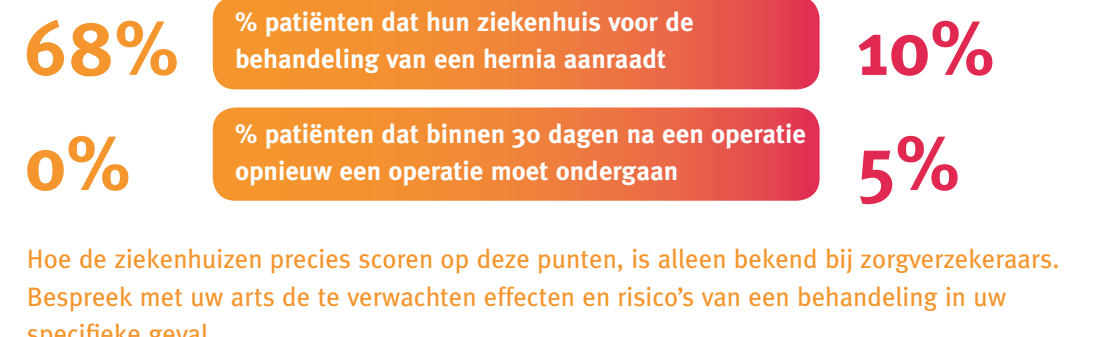 68%
% patiënten dat hun ziekenhuis voor de
behandeling van een hernia aanraadt
10%
0%
% patiënten dat binnen 30 dagen na een operatie
opnieuw een operatie moet ondergaan
5%
Hoe de ziekenhuizen precies scoren op deze punten, is alleen bekend bij zorgverzekeraars.
Bespreek met uw arts de te verwachten effecten en risico's van een behandeling in uw
specifieke geval